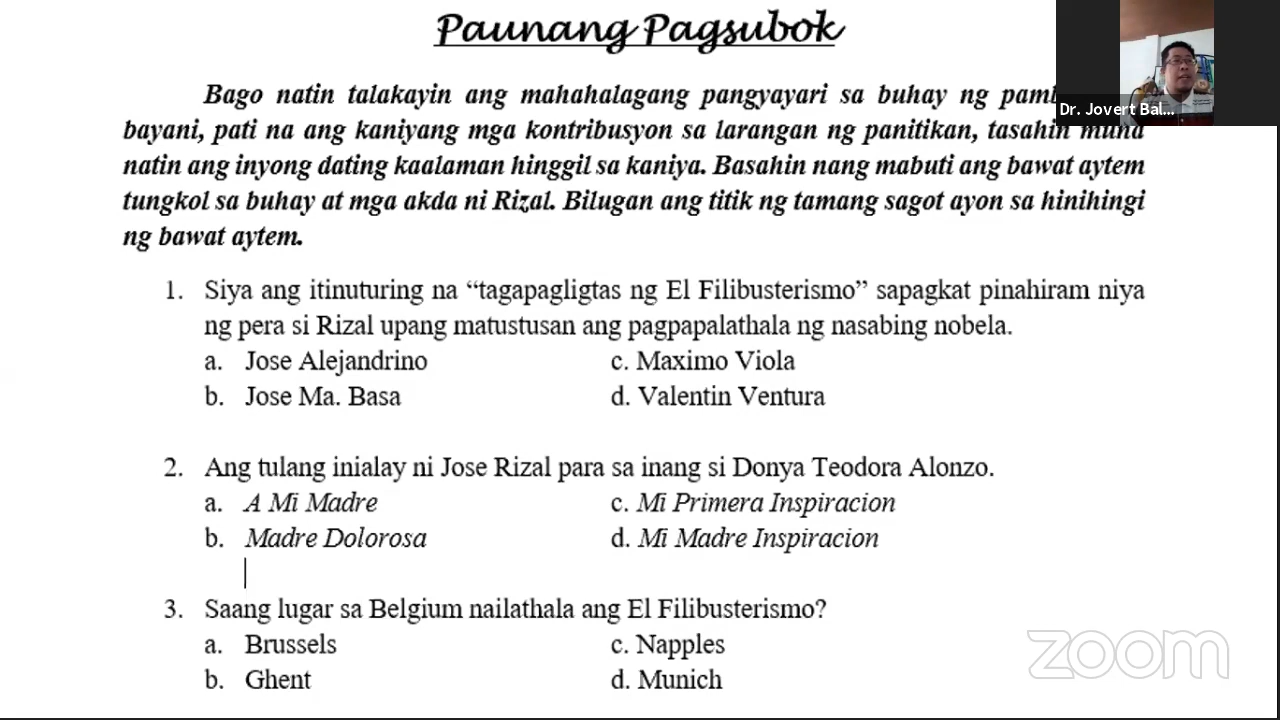 Paunang Pagsubok
Dr. Jovert Bal...
Bago natin talakayin ang mahahalagang pangyayari sa buhay ng
bayani, pati na ang kaniyang mga kontribusyon sa larangan ng panitikan, tasahin muna
natin ang inyong dating kaalaman hinggil sa kaniya. Basahin nang mabuti ang bawat aytem
tungkol sa buhay at mga akda ni Rizal. Bilugan ang titik ng tamang sagot ayon sa hinihingi
ng bawat aytem.
1. Siya ang itinuturing na “tagapagligtas ng El Filibusterismo” sapagkat pinahiram niya
ng pera si Rizal upang matustusan ang pagpapalathala ng nasabing nobela.
a. Jose Alejandrino c. Maximo Viola
b. Jose Ma. Basa d. Valentin Ventura
2. Ang tulang inialay ni Jose Rizal para sa inang si Donya Teodora Alonzo.
a. A Mi Madre c. Mi Primera Inspiracion
b. Madre Dolorosa d. Mi Madre Inspiracion
3. Saang lugar sa Belgium nailathala ang El Filibusterismo?
a. Brussels c. Napples
b. Ghent d. Munich
zoom